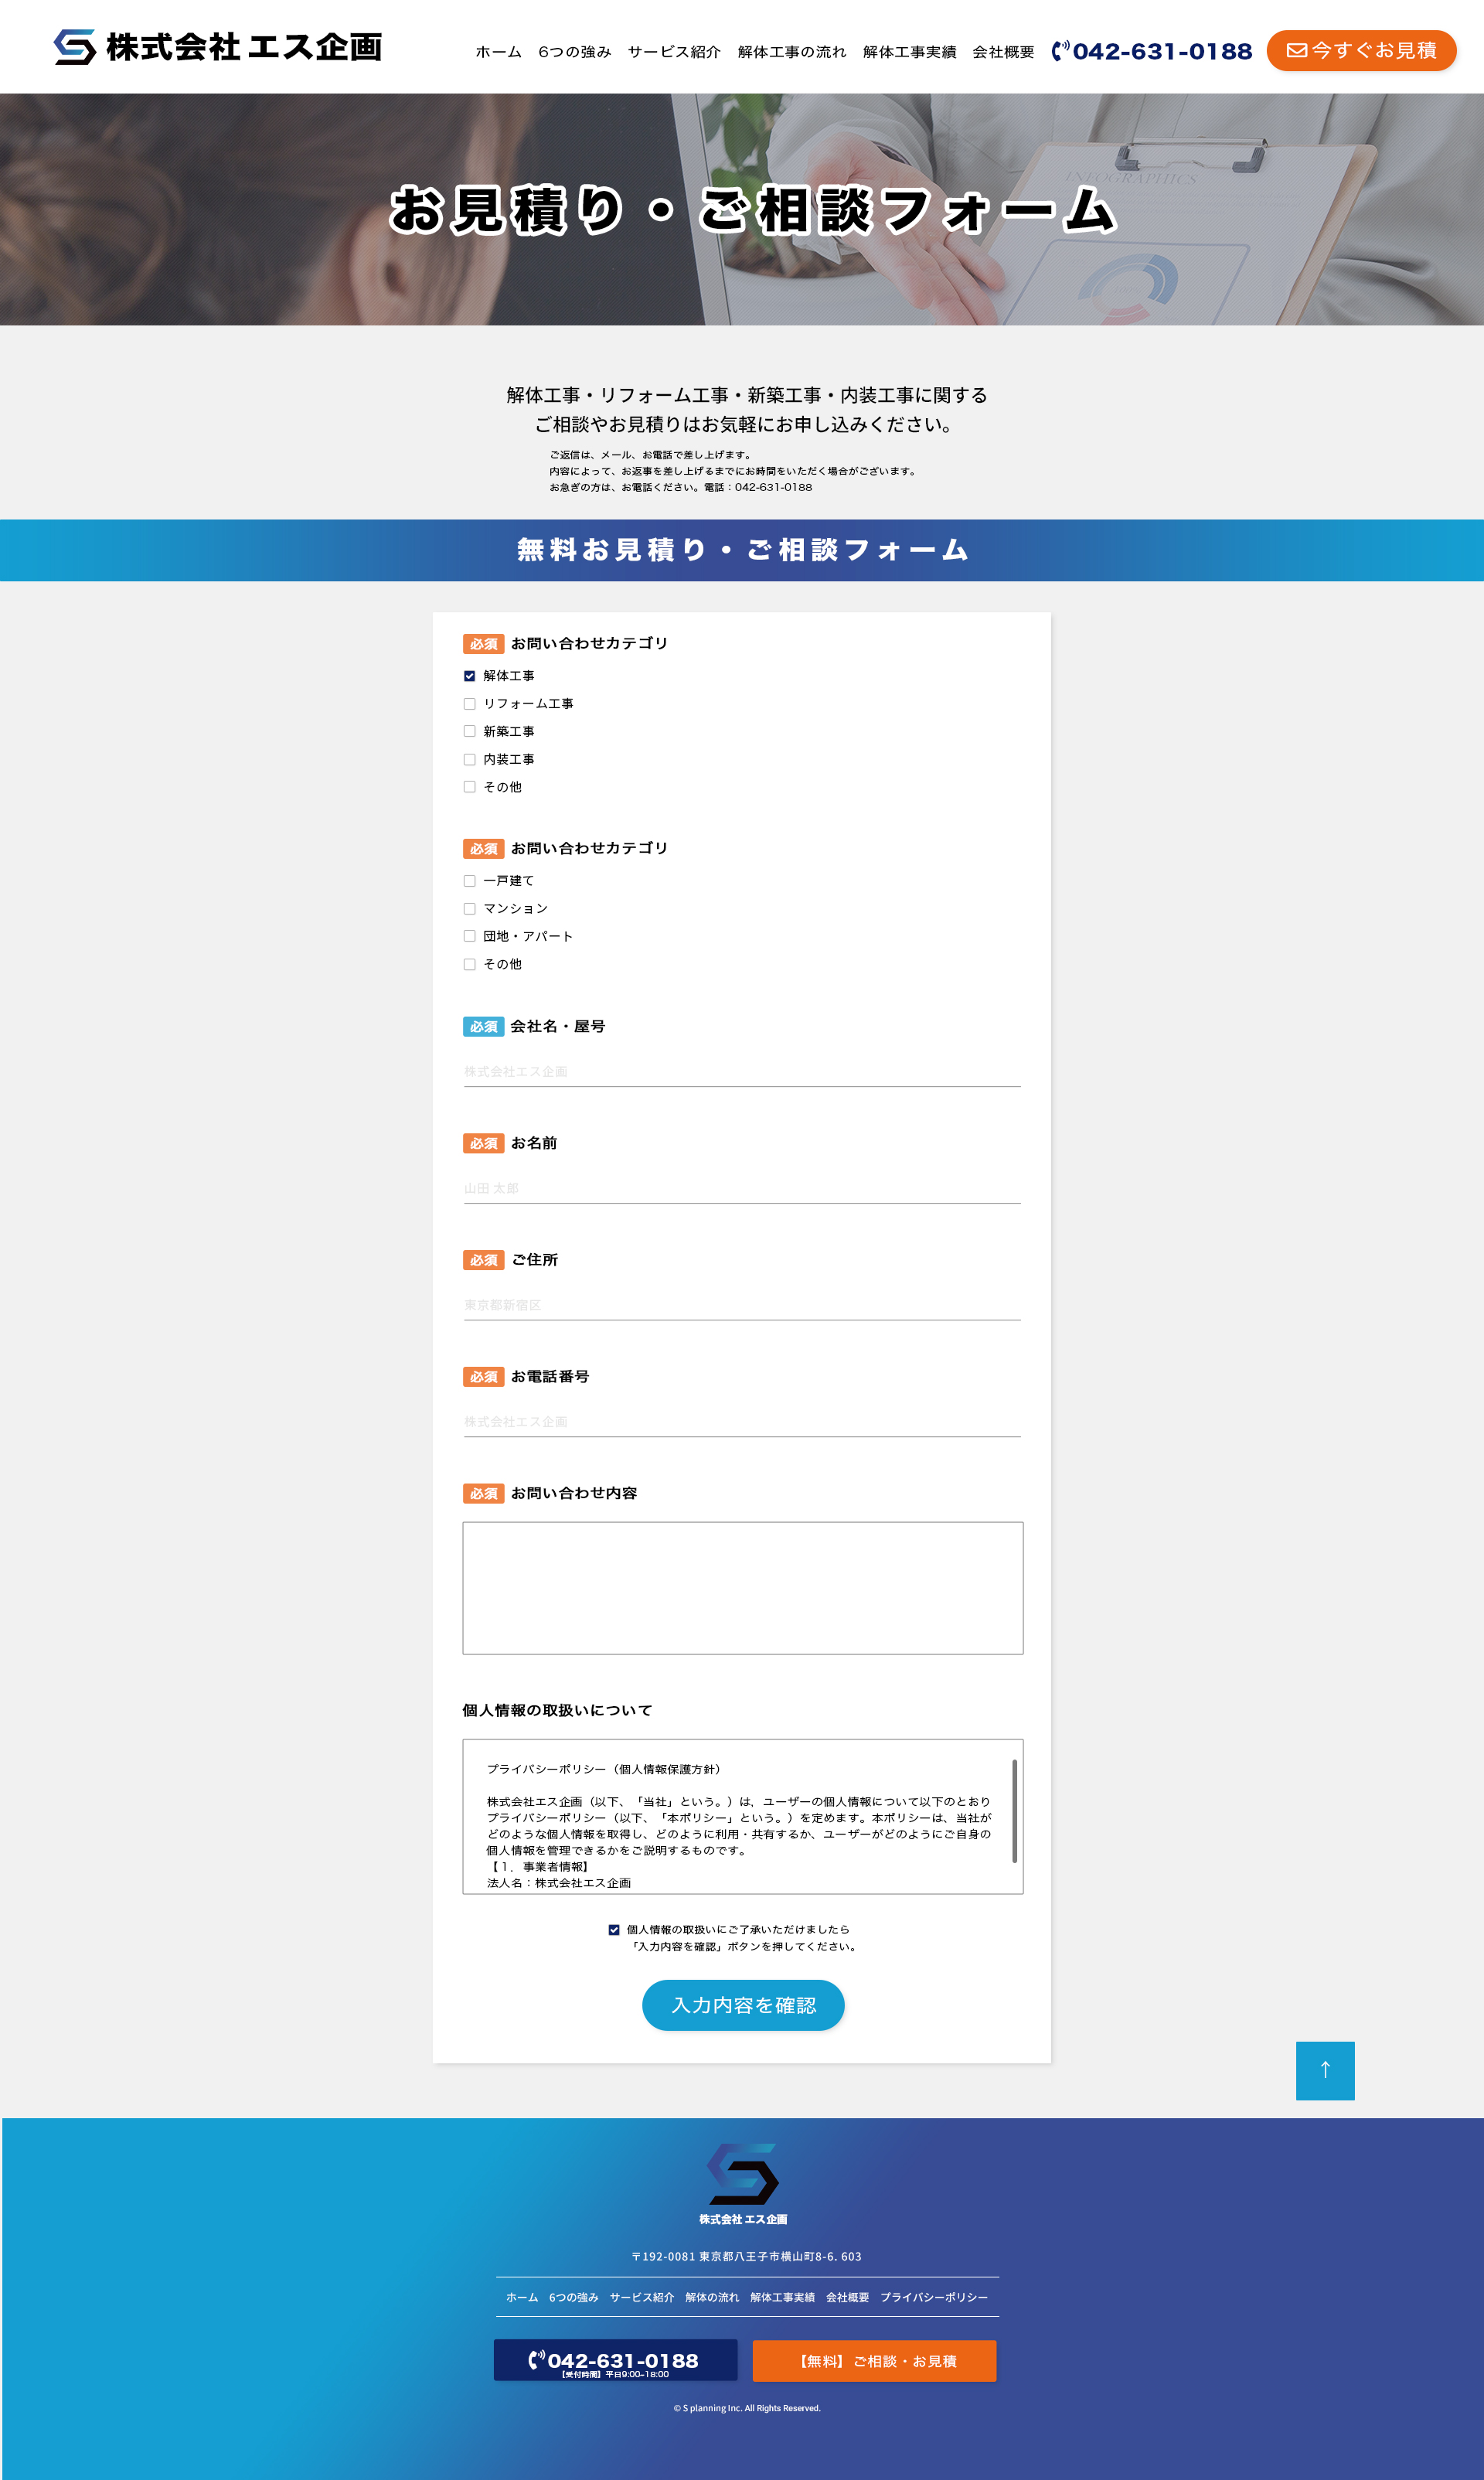 株式会社 エス企画
ホーム 6つの強み サービス紹介 解体工事の流れ 解体工事実績 会社概要 042-631-0188 今すぐお見積
INFOGRAPHICS
お見積り・ご相談フォーム
解体工事・リフォーム工事・新築工事・内装工事に関する
ご相談やお見積りはお気軽にお申し込みください。
ご返信は、メール、お電話で差し上げます。
内容によって、お返事を差し上げるまでにお時間をいただく場合がございます。
お急ぎの方は、お電話ください。電話：042-631-0188
無料お見積り・ご相談フォーム
必須 お問い合わせカテゴリ
解体工事
リフォーム工事
新築工事
内装工事
その他
必須 お問い合わせカテゴリ
一戸建て
マンション
団地・アパート
その他
必須 会社名・屋号
株式会社エス企画
必須 お名前
山田 太郎
必須 ご住所
東京都新宿区
必須 お電話番号
株式会社エス企画
必須 お問い合わせ内容
個人情報の取扱いについて
プライバシーポリシー（個人情報保護方針）
株式会社エス企画（以下、「当社」という。）は，ユーザーの個人情報について以下のとおり
プライバシーポリシー（以下、「本ポリシー」という。）を定めます。本ポリシーは、当社が
どのような個人情報を取得し、どのように利用・共有するか、ユーザーがどのようにご自身の
個人情報を管理できるかをご説明するものです。
【１．事業者情報】
法人名：株式会社エス企画
個人情報の取扱いにご了承いただけましたら
「入力内容を確認」ボタンを押してください。
入力内容を確認
↑
株式会社 エス企画
〒192-0081 東京都八王子市横山町8-6. 603
ホーム 6つの強み サービス紹介 解体の流れ 解体工事実績 会社概要 プライバシーポリシー
042-631-0188
【受付時間】平日9:00-18:00
【無料】ご相談・お見積
© S planning Inc. All Rights Reserved.